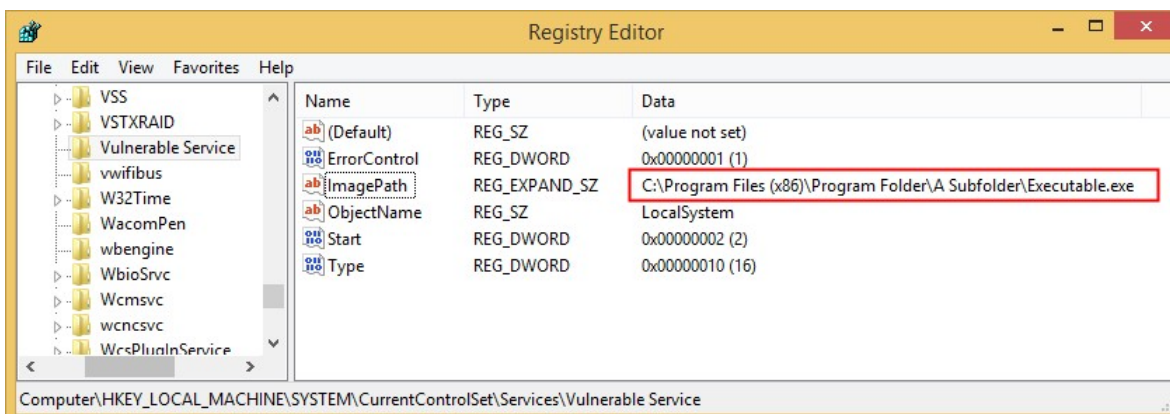 Registry Editor
File Edit View Favorites Help
VSS
VSTXRAID
Vulnerable Service
vwifibus
W32Time
WacomPen
wbengine
WbioSrvc
Wcmsvc
wcncsvc
WcsPlugInService
Name Type Data
(Default) REG_SZ (value not set)
ErrorControl REG_DWORD 0x00000001 (1)
ImagePath REG_EXPAND_SZ C:\Program Files (x86)\Program Folder\A Subfolder\Executable.exe
ObjectName REG_SZ LocalSystem
Start REG_DWORD 0x00000002 (2)
Type REG_DWORD 0x00000010 (16)
Computer\HKEY_LOCAL_MACHINE\SYSTEM\CurrentControlSet\Services\Vulnerable Service